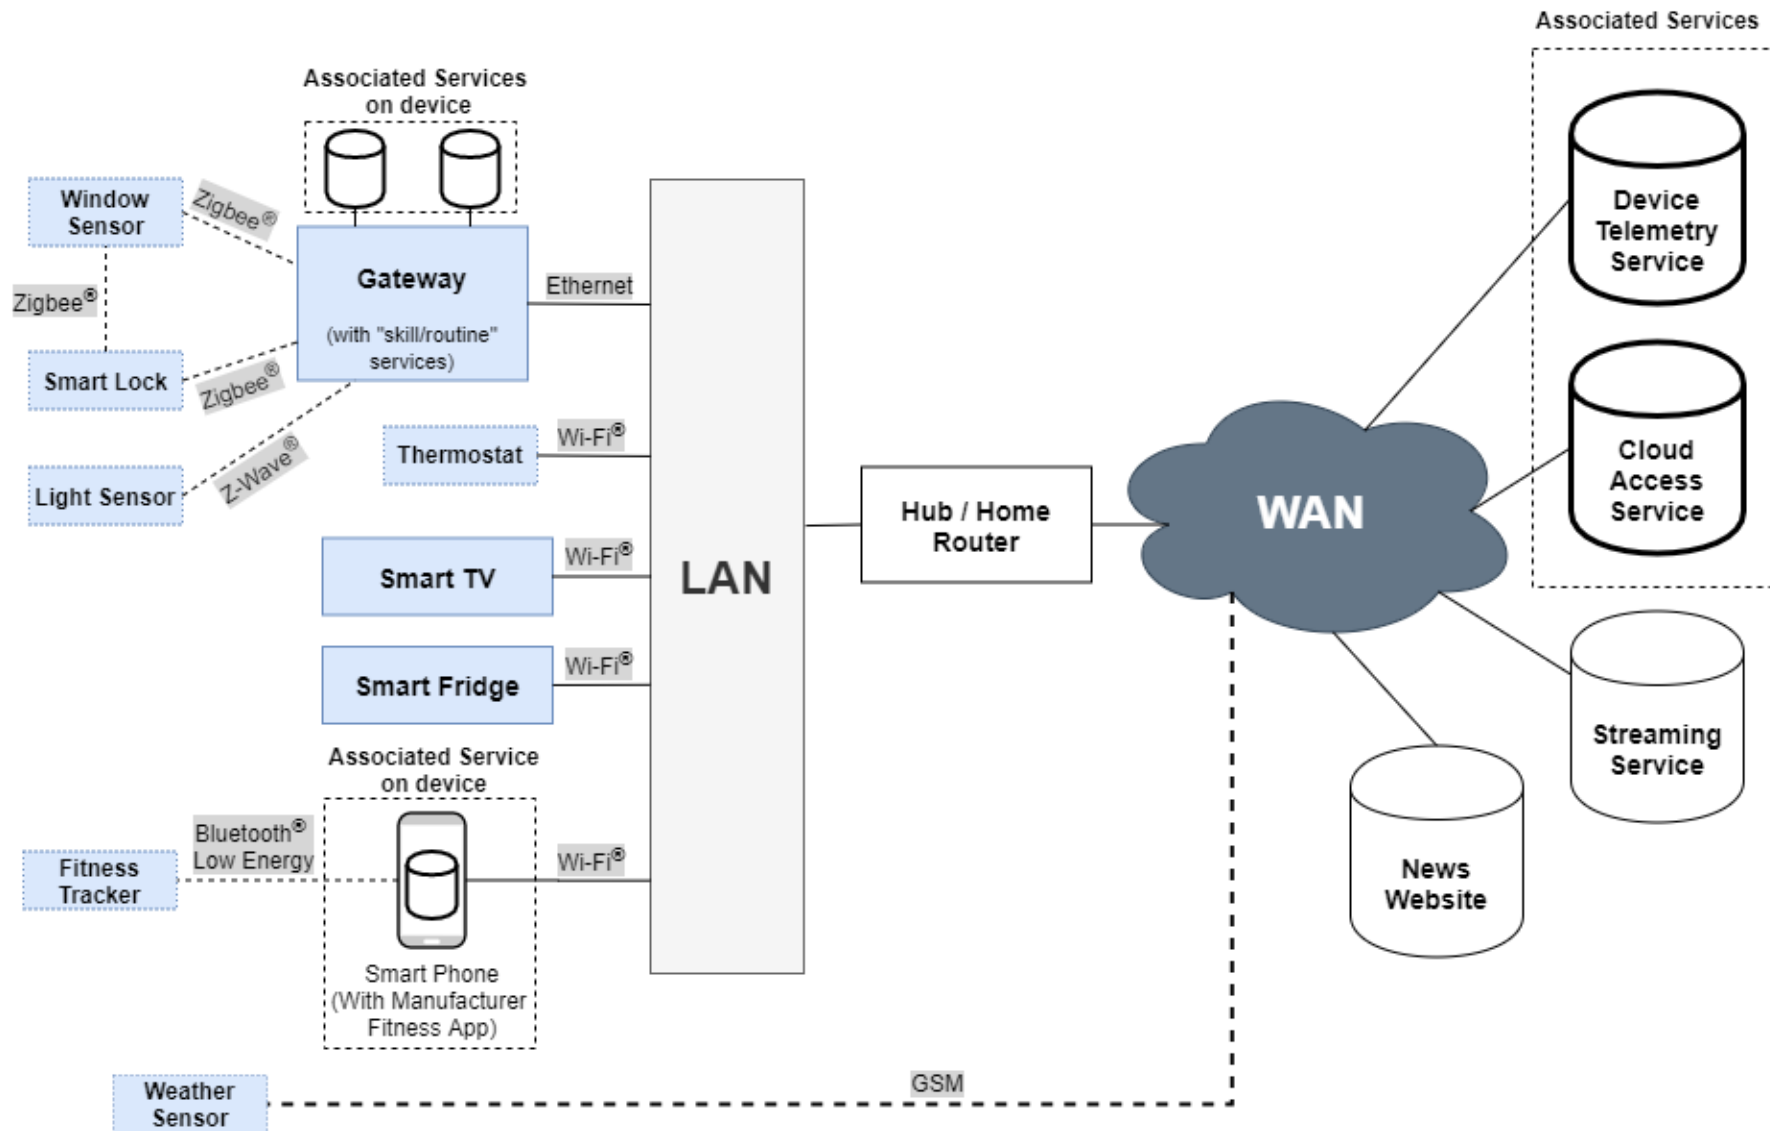 Associated Services
Associated Services
on device
Window
Sensor
Zigbee®
Zigbee®
Gateway
(with "skill/routine"
services)
Ethernet
Smart Lock
Zigbee®
Light Sensor
Z-Wave®
Thermostat
Wi-Fi®
Smart TV
Wi-Fi®
Smart Fridge
Wi-Fi®
Associated Service
on device
Fitness
Tracker
Bluetooth®
Low Energy
Wi-Fi®
Smart Phone
(With Manufacturer
Fitness App)
Weather
Sensor
GSM
LAN
Hub / Home
Router
WAN
Device
Telemetry
Service
Cloud
Access
Service
Streaming
Service
News
Website